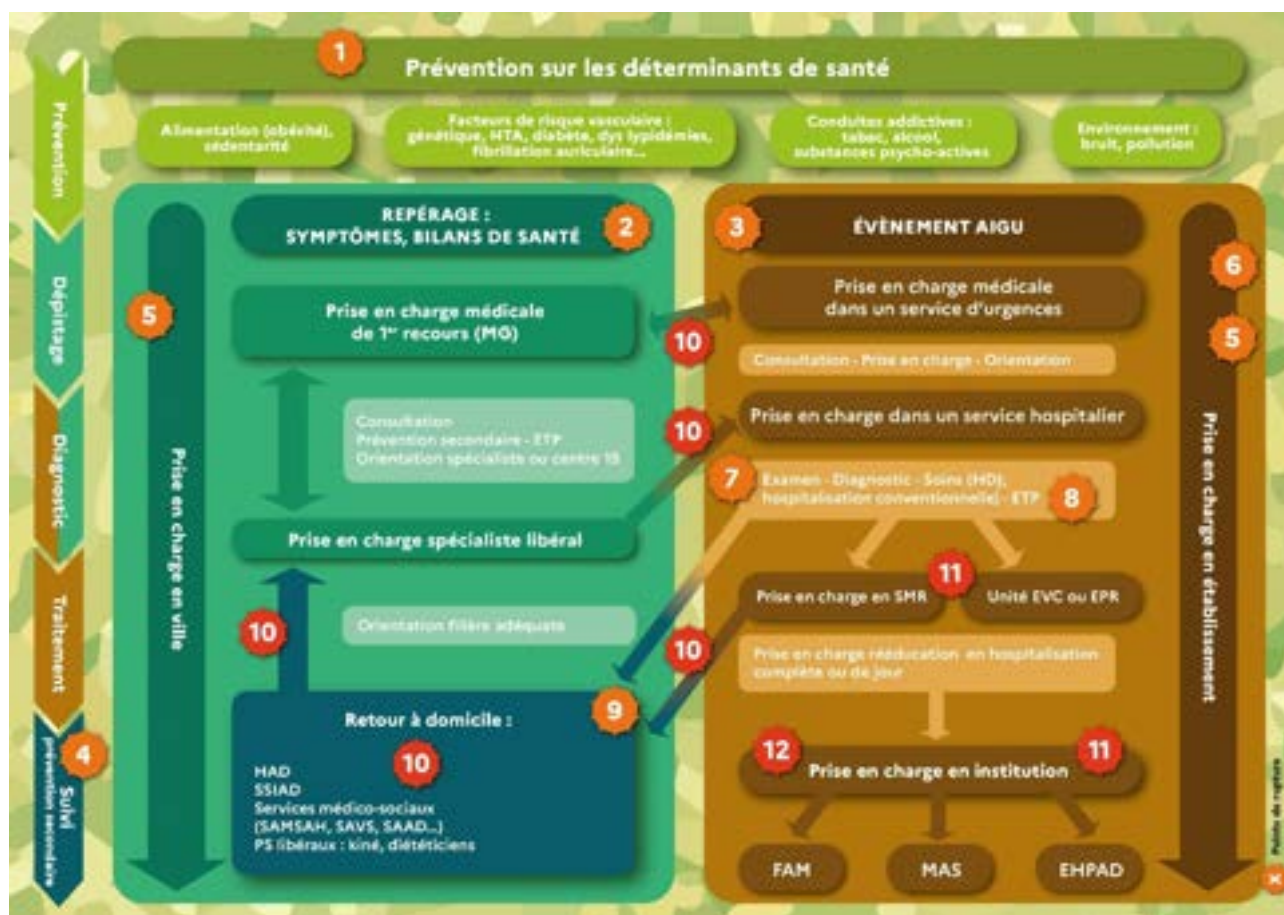 1
Prévention sur les déterminants de santé
Prévention
Alimentation (obévité),
sédentarité
Facteurs de risque vasculaire :
génétique, HTA, diabète, dys lypidémies,
fibrillation auriculaire...
Conduites addictives :
tabac, alcool,
substances psycho-actives
Environnement :
bruit, pollution
REPÉRAGE :
SYMPTÔMES, BILANS DE SANTÉ
2
3
ÉVÈNEMENT AIGU
6
Dépistage
5
Prise en charge médicale
de 1er recours (MG)
10
Prise en charge médicale
dans un service d'urgences
5
Consultation - Prise en charge - Orientation
Diagnostic
Prise en charge en ville
Consultation
Prévention secondaire - ETP
Orientation spécialiste ou centre 15
10
Prise en charge dans un service hospitalier
7
Examen - Diagnostic - Soins (HD),
hospitalisation conventionnelle) - ETP
8
Prise en charge en établissement
Prise en charge spécialiste libéral
Traitement
10
Orientation filière adéquate
10
Prise en charge en SMR
11
Unité EVC ou EPR
Prise en charge rééducation en hospitalisation
complète ou de jour
4
Suivi
prévention secondaire
Retour à domicile :
9
10
HAD
SSIAD
Services médico-sociaux
(SAMSAH, SAVS, SAAD...)
PS libéraux : kiné, diététiciens
12
Prise en charge en institution
11
FAM
MAS
EHPAD
Points de rupture
X